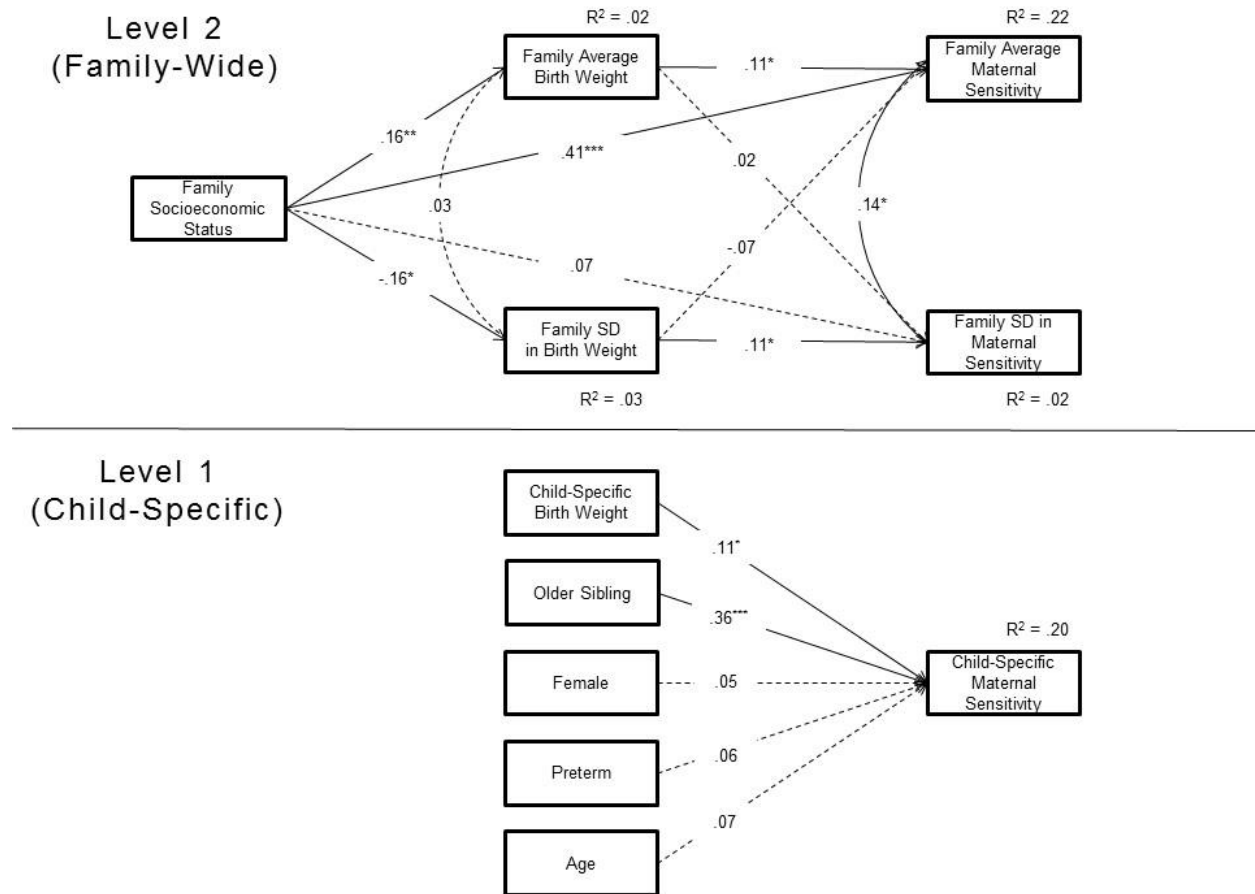 Level 2
(Family-Wide)
R² = .02
R² = .22
Family Average
Birth Weight
Family Average
Maternal
Sensitivity
.11*
.16**
.41***
.02
Family
Socioeconomic
Status
.03
.14*
-.07
-.16*
.07
Family SD
in Birth Weight
.11*
Family SD in
Maternal
Sensitivity
R² = .03
R² = .02
Level 1
(Child-Specific)
Child-Specific
Birth Weight
.11*
Older Sibling
.36***
R² = .20
Female
.05
Child-Specific
Maternal
Sensitivity
Preterm
.06
.07
Age